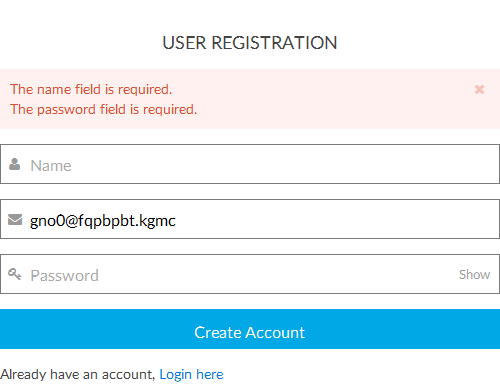 USER REGISTRATION
The name field is required.
The password field is required.
Name
gno0@fqpbpbt.kgmc
Password Show
Create Account
Already have an account, Login here